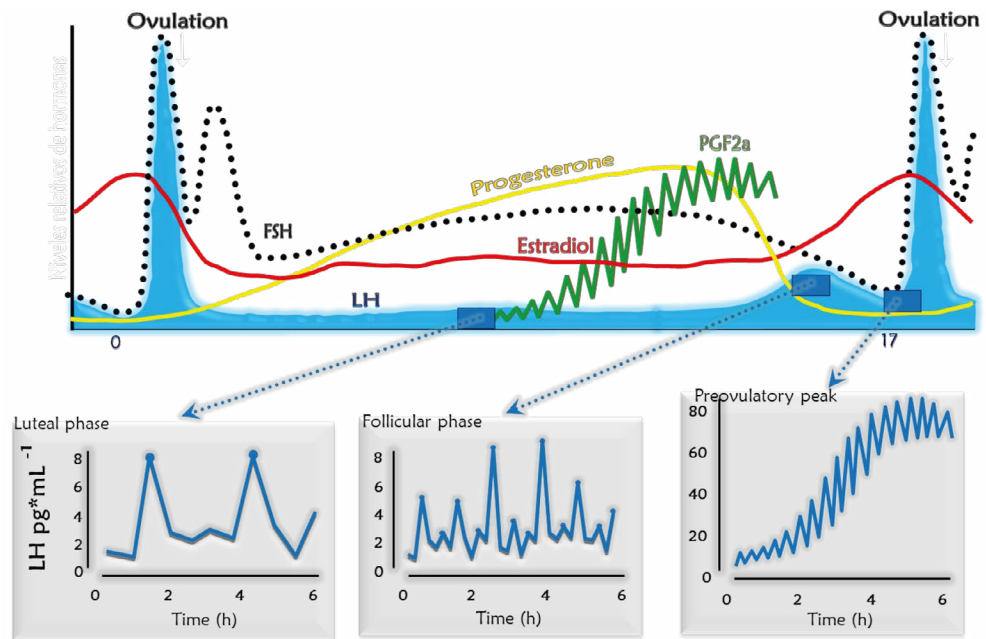 Ovulation
Ovulation
Niveles relativos de hormonas
PGF2a
Progesterone
FSH
Estradiol
LH
0
17
Luteal phase
LH pg*mL⁻¹
8
6
4
2
0
0
2
4
6
Time (h)
Follicular phase
8
6
4
2
0
0
2
4
6
Time (h)
Preovulatory peak
80
60
40
20
0
0
2
4
6
Time (h)